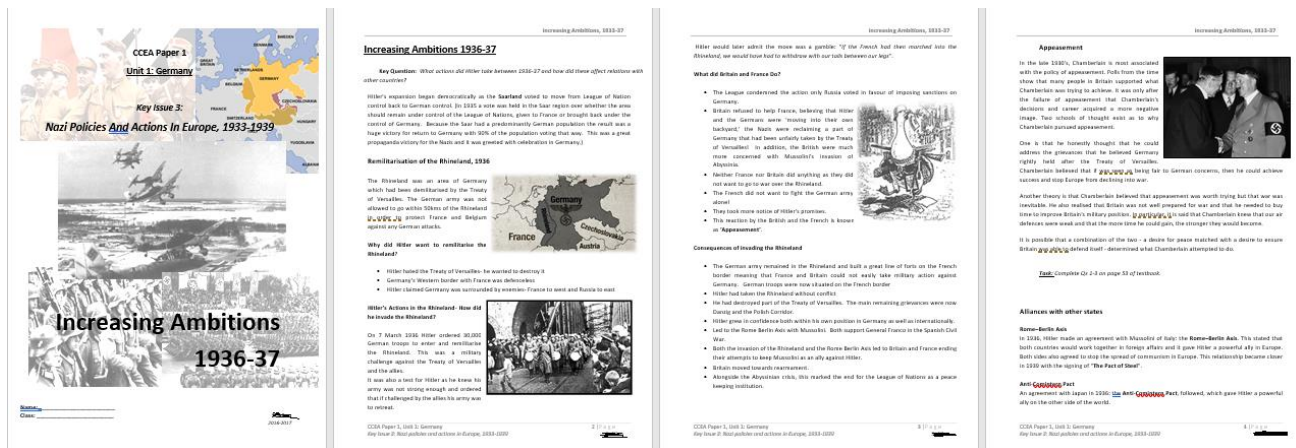 CCEA Paper 1
Unit 1: Germany
Key Issue 3:
Nazi Policies And Actions In Europe, 1933-1939
SWEDEN
DENMARK
GREAT BRITAIN
NETHERLANDS
BELGIUM
GERMANY
FRANCE
SWITZERLAND
AUSTRIA
HUNGARY
YUGOSLAVIA
Increasing Ambitions
1936-37
Name:
Class:
2016-2017
Increasing Ambitions, 1933-37
Increasing Ambitions 1936-37
Key Question: What actions did Hitler take between 1936-37 and how did these affect relations with
other countries?
Hitler's expansion began democratically as the Saarland voted to move from League of Nation
control back to German control. (In 1935 a vote was held in the Saar region over whether the area
should remain under control of the League of Nations, given to France or brought back under the
control of Germany. Because the Saar had a predominantly German population the result was a
huge victory for return to Germany with 90% of the population voting that way. This was a great
propaganda victory for the Nazis and it was greeted with celebration in Germany.)
Remilitarisation of the Rhineland, 1936
The Rhineland was an area of Germany
which had been demilitarised by the Treaty
of Versailles. The German army was not
allowed to go within 50kms of the Rhineland
in order to protect France and Belgium
against any German attacks.
Germany
France
Czechoslovakia
Austria
Why did Hitler want to remilitarise the
Rhineland?
• Hitler hated the Treaty of Versailles- he wanted to destroy it
• Germany's Western border with France was defenceless
• Hitler claimed Germany was surrounded by enemies- France to west and Russia to east
Hitler's Actions in the Rhineland- How did
he invade the Rhineland?
On 7 March 1936 Hitler ordered 30,000
German troops to enter and remilitarise
the Rhineland. This was a military
challenge against the Treaty of Versailles
and the allies.
It was also a test for Hitler as he knew his
army was not strong enough and ordered
that if challenged by the allies his army was
to retreat.
CCEA Paper 1, Unit 1: Germany
2 | Page
Key Issue 3: Nazi policies and actions in Europe, 1933-1939
Increasing Ambitions, 1933-37
Hitler would later admit the move was a gamble: "If the French had then marched into the
Rhineland, we would have had to withdraw with our tails between our legs".
What did Britain and France Do?
• The League condemned the action only Russia voted in favour of imposing sanctions on
Germany.
• Britain refused to help France, believing that Hitler
and the Germans were 'moving into their own
backyard,' the Nazis were reclaiming a part of
Germany that had been unfairly taken by the Treaty
of Versailles! In addition, the British were much
more concerned with Mussolini's invasion of
Abyssinia.
• Neither France nor Britain did anything as they did
not want to go to war over the Rhineland.
• The French did not want to fight the German army
alone!
• They took more notice of Hitler's promises.
• This reaction by the British and the French is known
as 'Appeasement'.
Consequences of invading the Rhineland
• The German army remained in the Rhineland and built a great line of forts on the French
border meaning that France and Britain could not easily take military action against
Germany. German troops were now situated on the French border
• Hitler had taken the Rhineland without conflict
• He had destroyed part of the Treaty of Versailles. The main remaining grievances were now
Danzig and the Polish Corridor.
• Hitler grew in confidence both within his own position in Germany as well as internationally.
• Led to the Rome Berlin Axis with Mussolini. Both support General Franco in the Spanish Civil
War.
• Both the invasion of the Rhineland and the Rome Berlin Axis led to Britain and France ending
their attempts to keep Mussolini as an ally against Hitler.
• Britain moved towards rearmament.
• Alongside the Abyssinian crisis, this marked the end for the League of Nations as a peace
keeping institution.
CCEA Paper 1, Unit 1: Germany
3 | Page
Key Issue 3: Nazi policies and actions in Europe, 1933-1939
Increasing Ambitions, 1933-37
Appeasement
In the late 1930's, Chamberlain is most associated
with the policy of appeasement. Polls from the time
show that many people in Britain supported what
Chamberlain was trying to achieve. It was only after
the failure of appeasement that Chamberlain's
decisions and career acquired a more negative
image. Two schools of thought exist as to why
Chamberlain pursued appeasement.
One is that he honestly thought that he could
address the grievances that he believed Germany
rightly held after the Treaty of Versailles.
Chamberlain believed that if was seen as being fair to German concerns, then he could achieve
success and stop Europe from declining into war.
Another theory is that Chamberlain believed that appeasement was worth trying but that war was
inevitable. He also realised that Britain was not well prepared for war and that he needed to buy
time to improve Britain's military position. In particular, it is said that Chamberlain knew that our air
defences were weak and that the more time he could gain, the stronger they would become.
It is possible that a combination of the two - a desire for peace matched with a desire to ensure
Britain was able to defend itself -determined what Chamberlain attempted to do.
Task: Complete Qs 1-3 on page 53 of textbook.
Alliances with other states
Rome–Berlin Axis
In 1936, Hitler made an agreement with Mussolini of Italy: the Rome–Berlin Axis. This stated that
both countries would work together in foreign affairs and it gave Hitler a powerful ally in Europe.
Both sides also agreed to stop the spread of communism in Europe. This relationship became closer
in 1939 with the signing of "The Pact of Steel".
Anti-Comintern Pact
An agreement with Japan in 1936: the Anti-Comintern Pact, followed, which gave Hitler a powerful
ally on the other side of the world.
CCEA Paper 1, Unit 1: Germany
4 | Page
Key Issue 3: Nazi policies and actions in Europe, 1933-1939